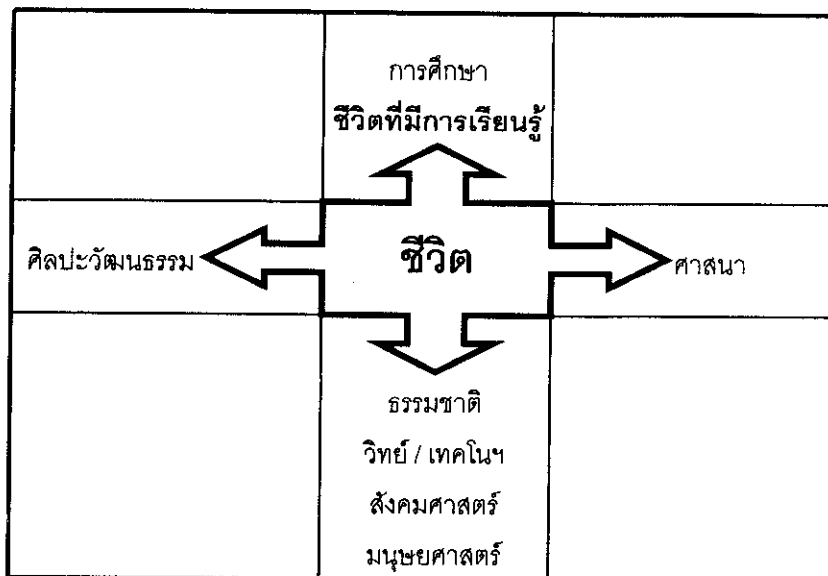 การศึกษา
ชีวิตที่มีการเรียนรู้
ศิลปะวัฒนธรรม
ชีวิต
ศาสนา
ธรรมชาติ
วิทย์ / เทคโนฯ
สังคมศาสตร์
มนุษยศาสตร์